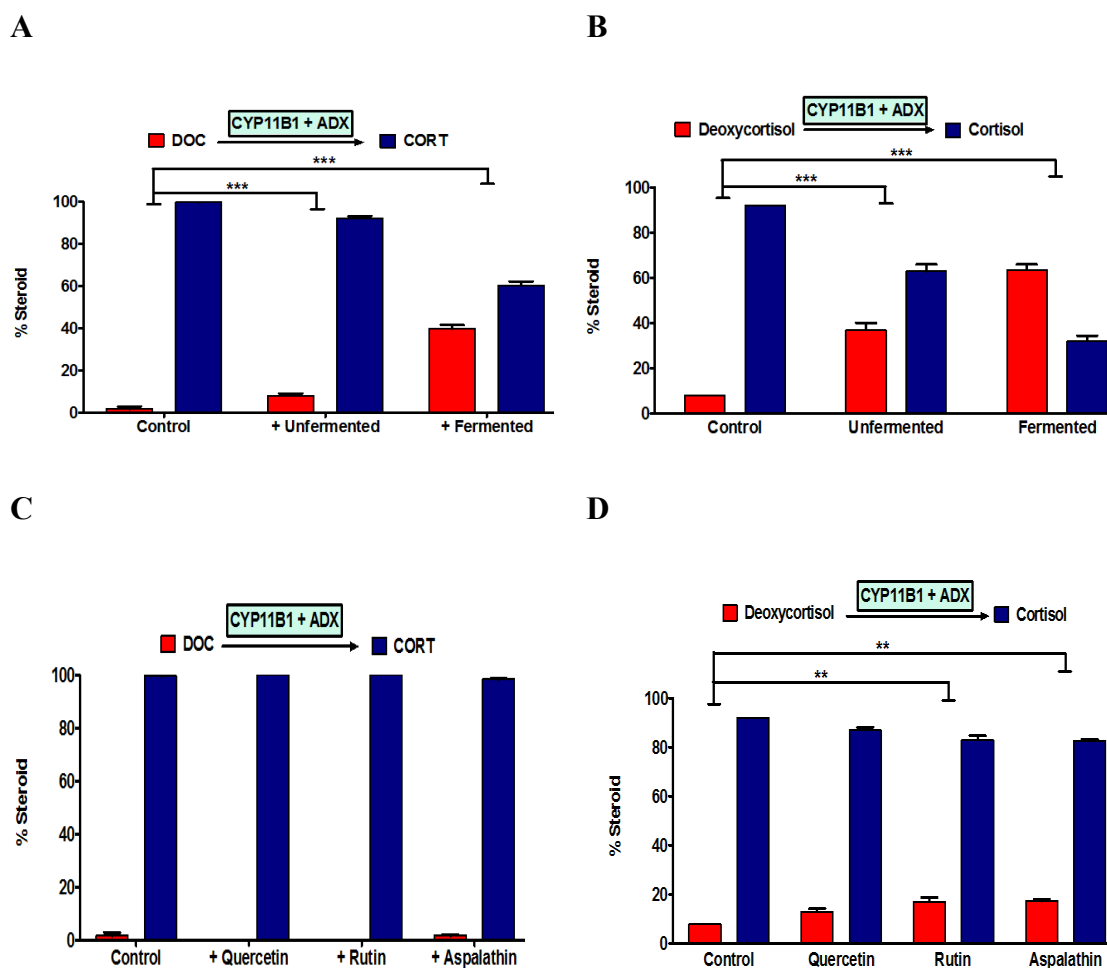 A
CYP11B1 + ADX
DOC CORT
***
***
% Steroid
100
80
60
40
20
0
Control + Unfermented + Fermented
B
CYP11B1 + ADX
Deoxycortisol Cortisol
***
***
% Steroid
100
80
60
40
20
0
Control Unfermented Fermented
C
CYP11B1 + ADX
DOC CORT
% Steroid
100
80
60
40
20
0
Control + Quercetin + Rutin + Aspalathin
D
CYP11B1 + ADX
Deoxycortisol Cortisol
**
**
% Steroid
100
80
60
40
20
0
Control Quercetin Rutin Aspalathin